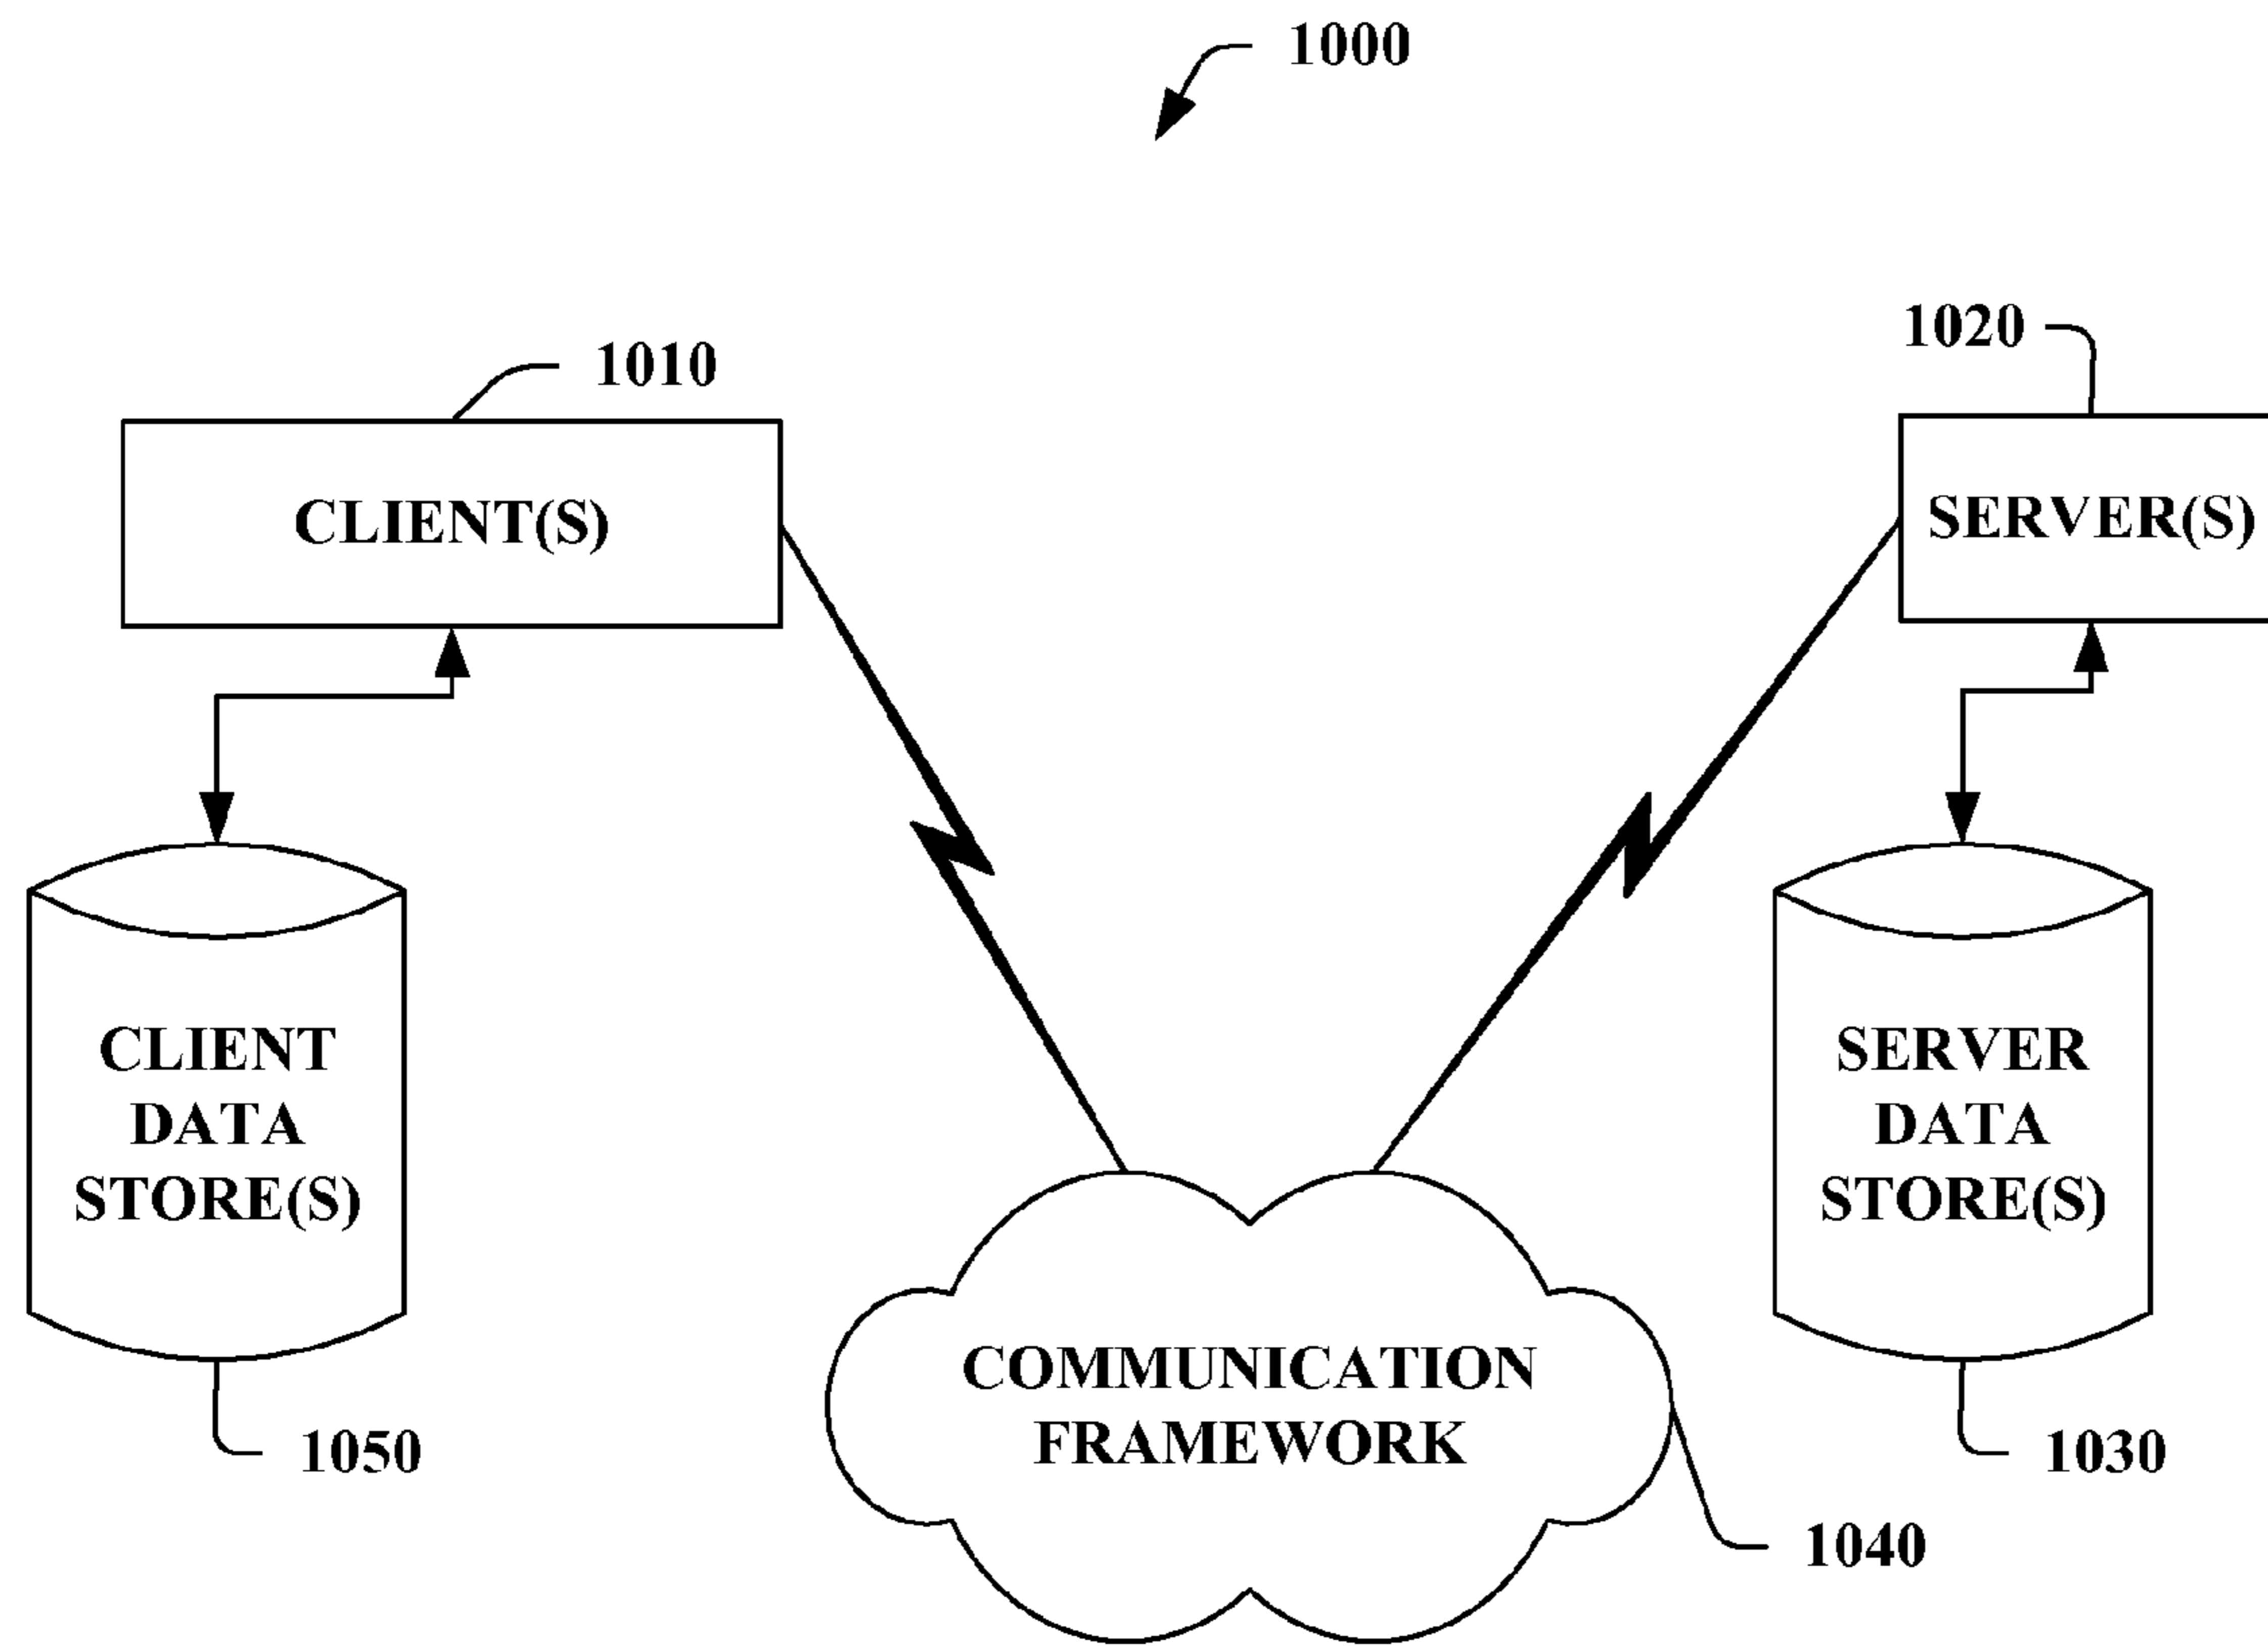 1000
1010
1020
CLIENT(S)
SERVER(S)
CLIENT
DATA
STORE(S)
SERVER
DATA
STORE(S)
COMMUNICATION
FRAMEWORK
1050
1030
1040